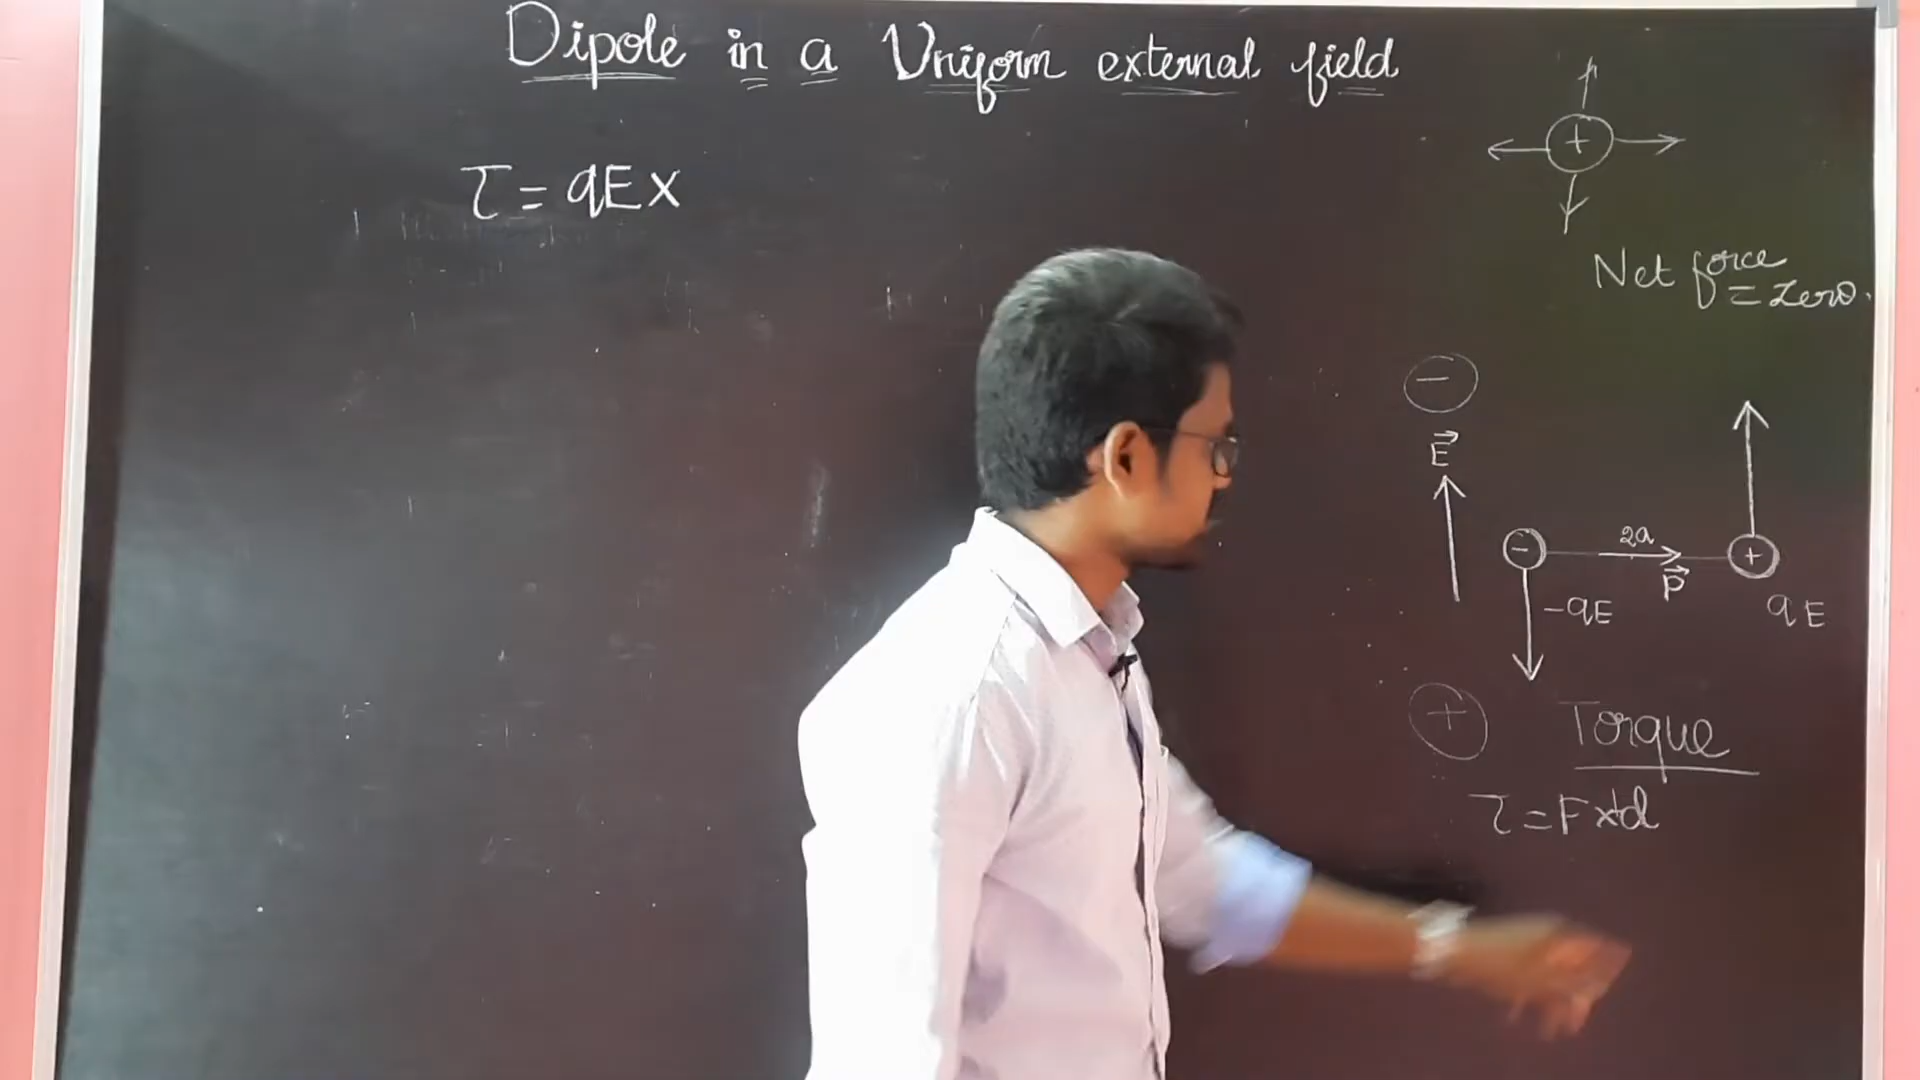 Dipole in a Uniform external field
τ = qE×
+
Net force
= zero.
−
E⃗
− 2a +
p⃗
-qE
qE
+
Torque
τ = F×⊥d